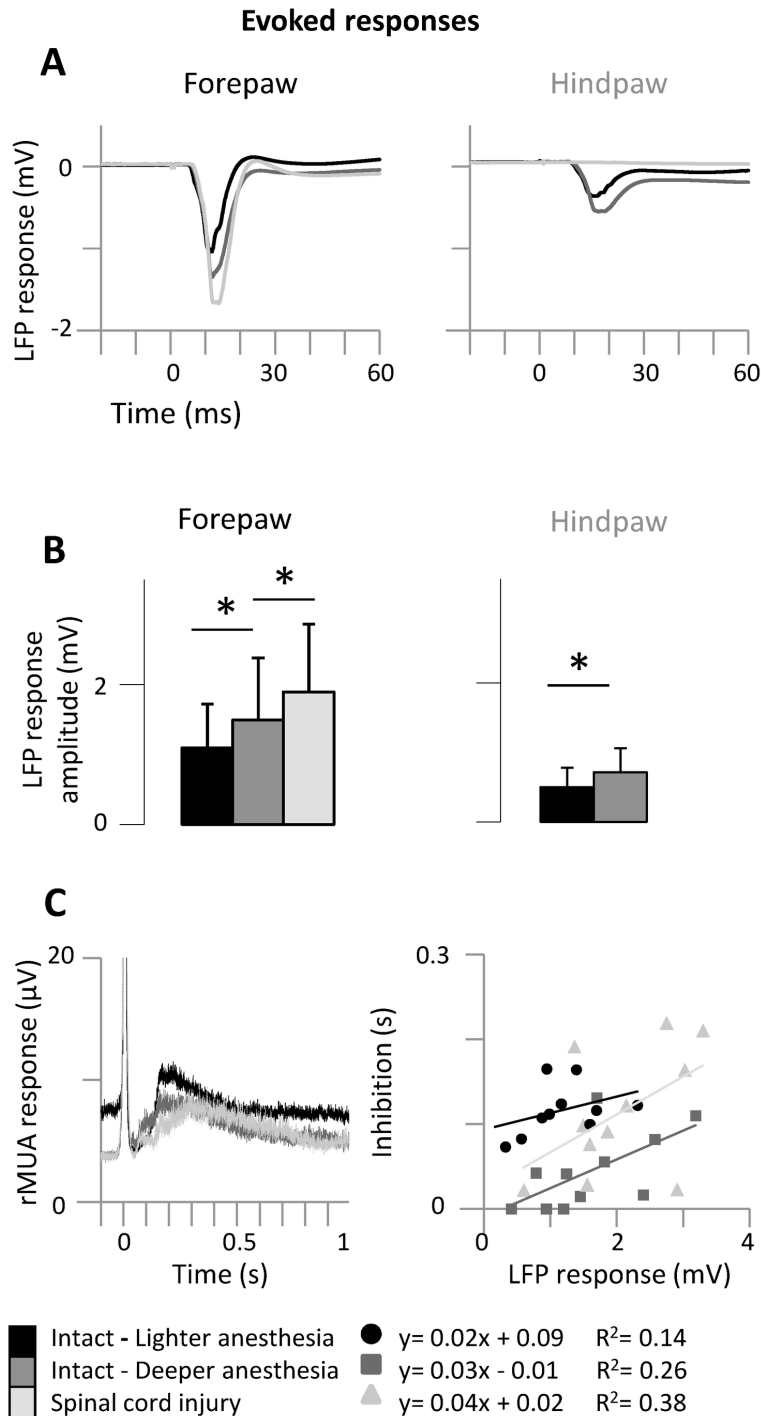 Evoked responses
A
Forepaw
Hindpaw
LFP response (mV)
0
-2
0
30
60
0
30
60
Time (ms)
B
Forepaw
Hindpaw
LFP response
amplitude (mV)
*
*
*
2
0
C
rMUA response (µV)
20
0
0
0.5
1
Time (s)
Inhibition (s)
0.3
0
0
2
4
LFP response (mV)
Intact - Lighter anesthesia y= 0.02x + 0.09 R²= 0.14
Intact - Deeper anesthesia y= 0.03x - 0.01 R²= 0.26
Spinal cord injury y= 0.04x + 0.02 R²= 0.38